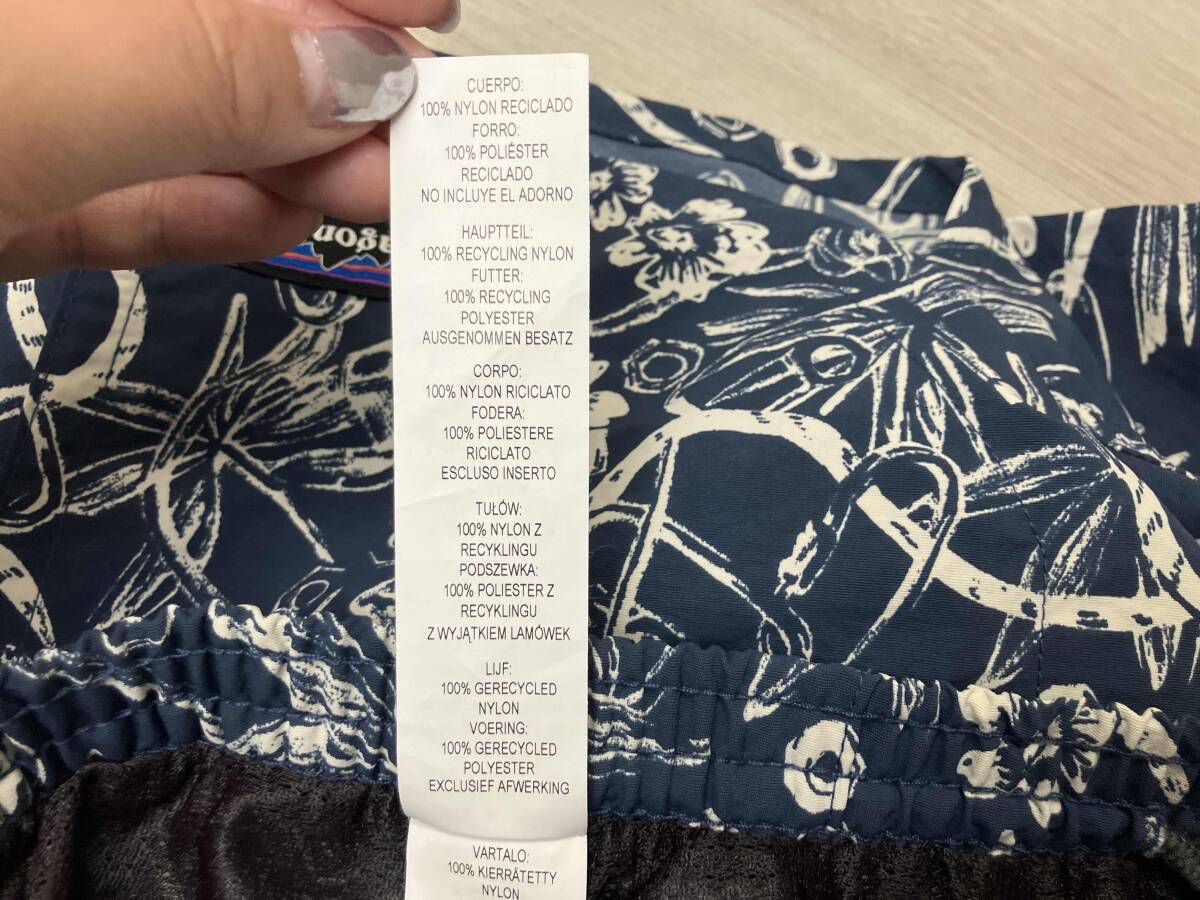 CUERPO:
100% NYLON RECICLADO
FORRO:
100% POLIÉSTER
RECICLADO
NO INCLUYE EL ADORNO
HAUPTTEIL:
100% RECYCLING NYLON
FUTTER:
100% RECYCLING
POLYESTER
AUSGENOMMEN BESATZ
CORPO:
100% NYLON RICICLATO
FODERA:
100% POLIESTERE
RICICLATO
ESCLUSO INSERTO
TUŁÓW:
100% NYLON Z
RECYKLINGU
PODSZEWKA:
100% POLIESTER Z
RECYKLINGU
Z WYJĄTKIEM LAMÓWEK
LIJF:
100% GERECYCLED
NYLON
VOERING:
100% GERECYCLED
POLYESTER
EXCLUSIEF AFWERKING
VARTALO:
100% KIERRÄTETTY
NYLON